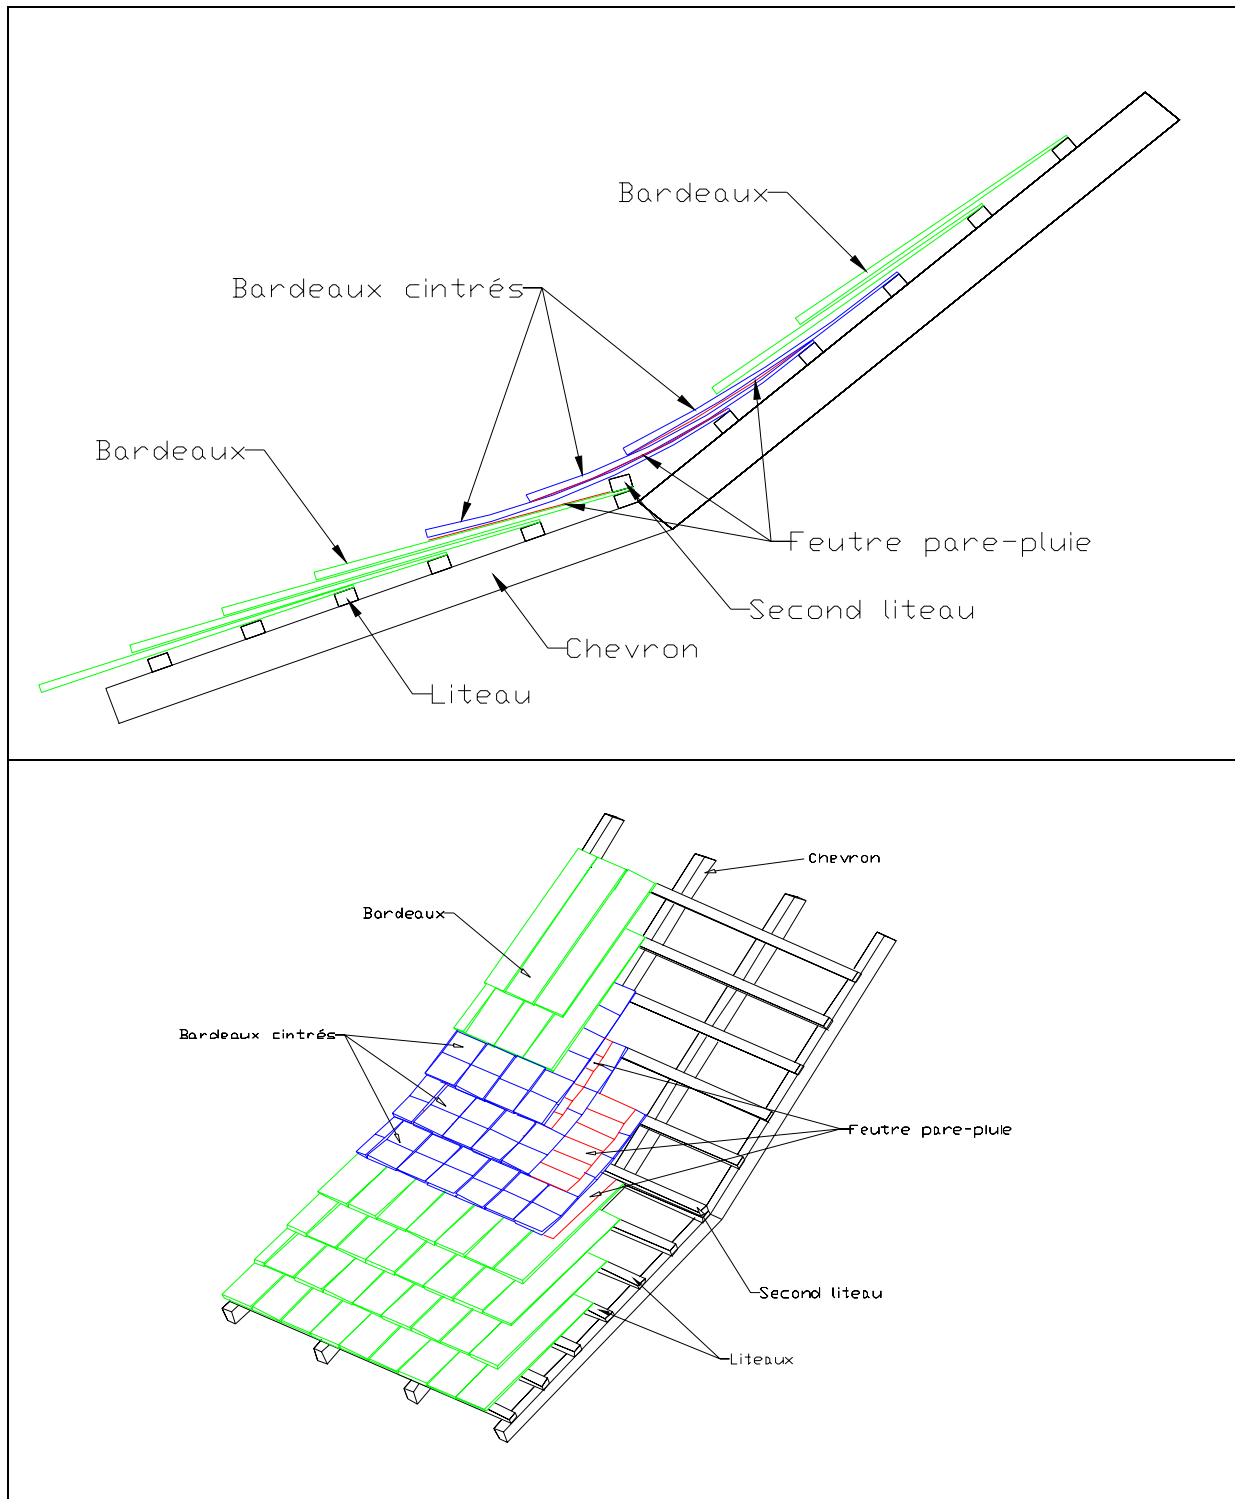 Bardeaux
Bardeaux cintrés
Bardeaux
Feutre pare-pluie
Second liteau
Chevron
Liteau
Chevron
Bardeaux
Bardeaux cintrés
Feutre pare-pluie
Second liteau
Liteaux